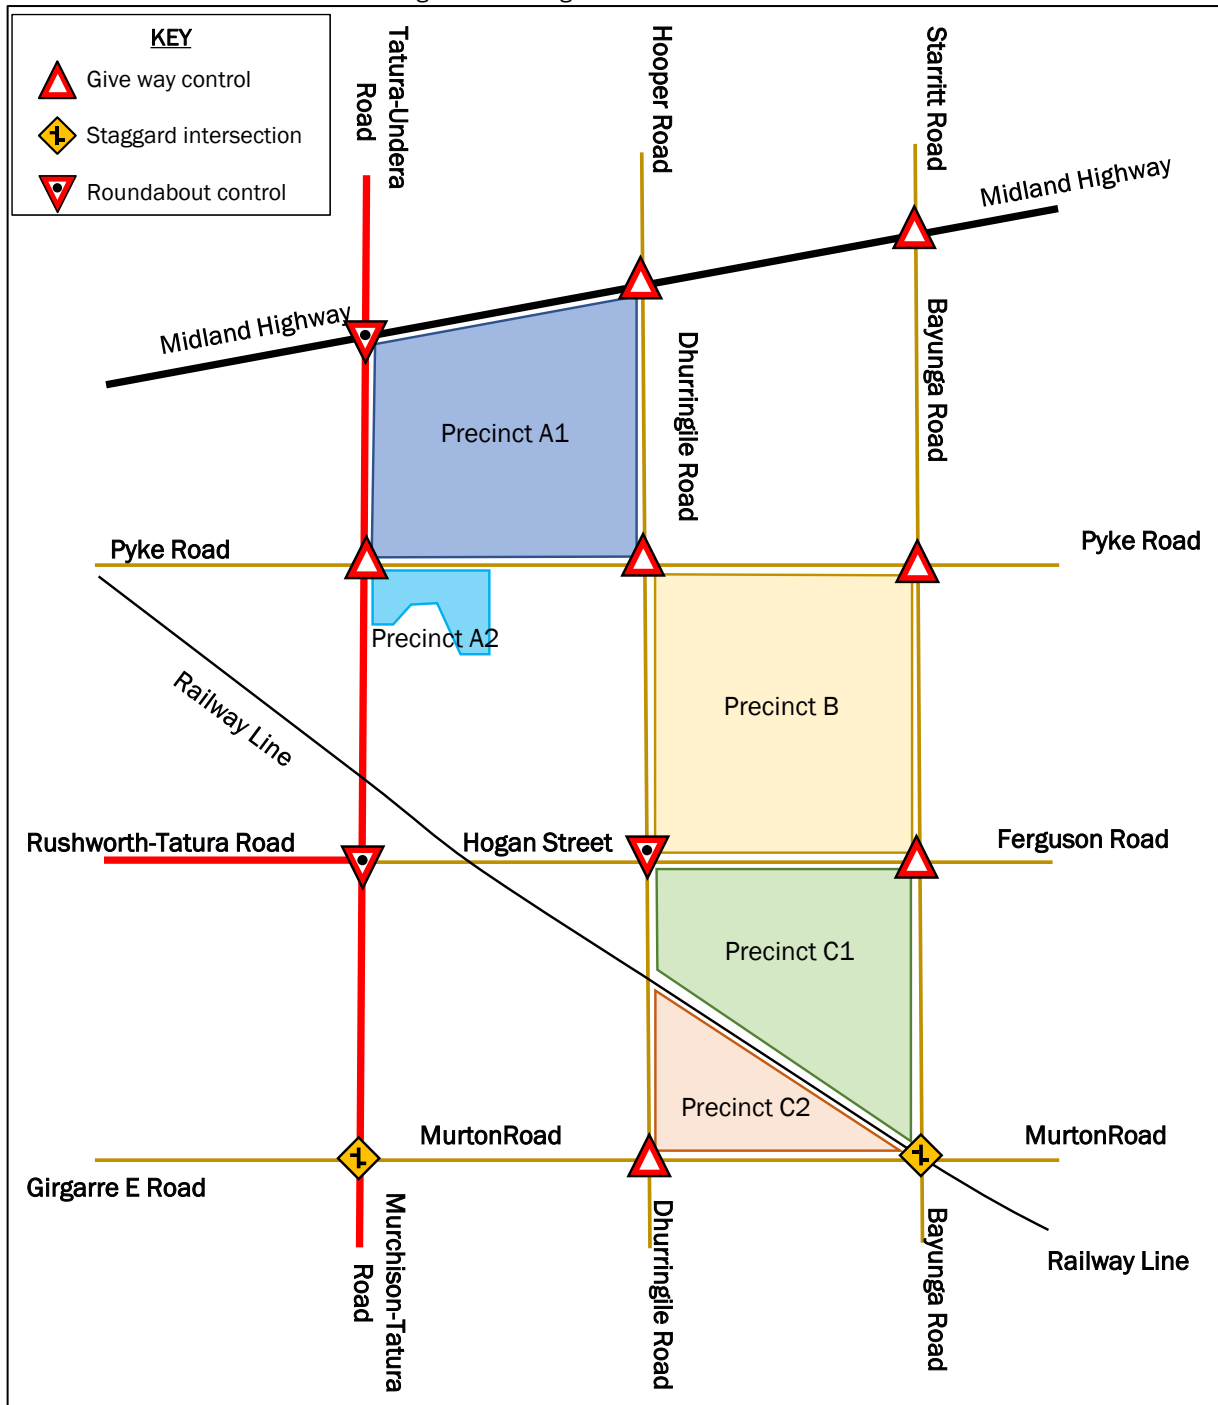 KEY
Give way control
Staggard intersection
Roundabout control
Tatura-Undera
Road
Hooper Road
Starritt Road
Midland Highway
Midland Highway
Bayunga Road
Dhurringile Road
Precinct A1
Pyke Road
Pyke Road
Precinct A2
Railway Line
Precinct B
Rushworth-Tatura Road
Hogan Street
Ferguson Road
Precinct C1
Precinct C2
MurtonRoad
MurtonRoad
Girgarre E Road
Murchison-Tatura
Road
Dhurringile Road
Bayunga Road
Railway Line